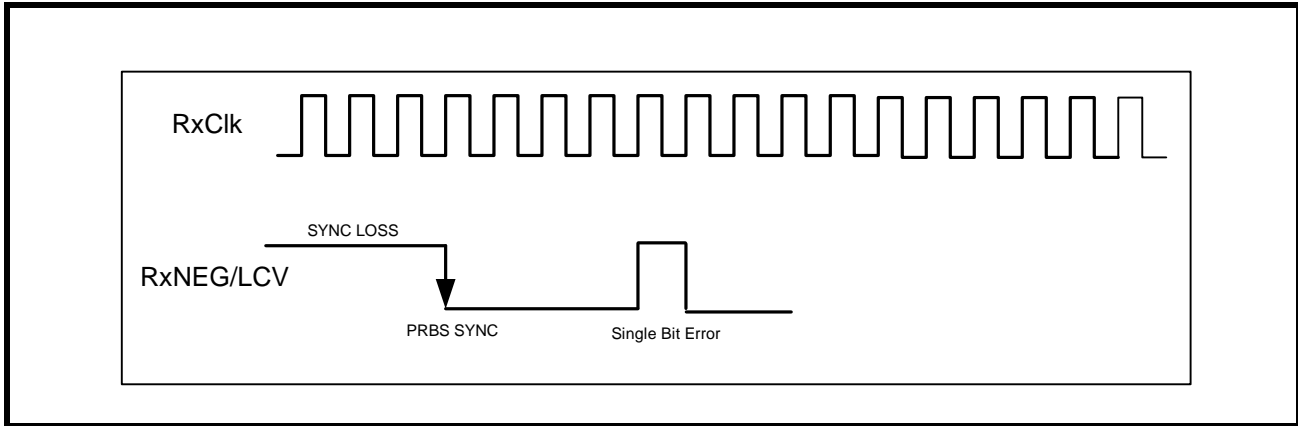 RxClk
SYNC LOSS
RxNEG/LCV
PRBS SYNC
Single Bit Error